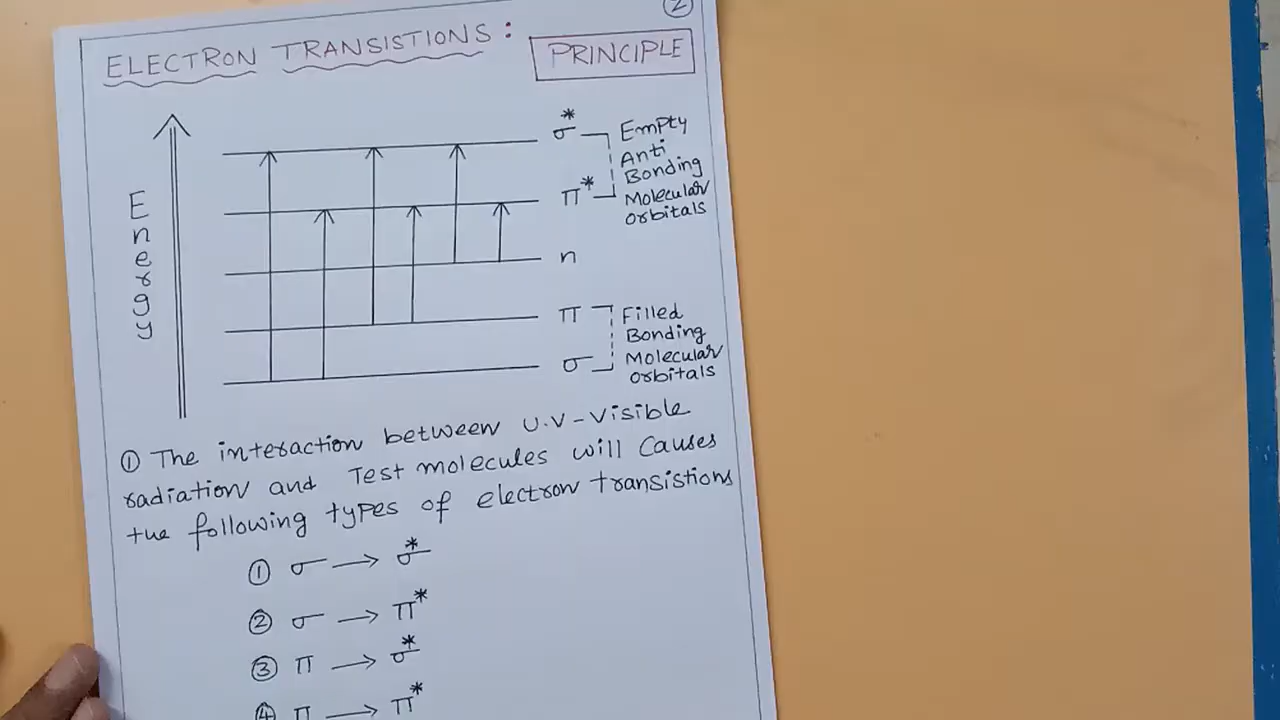 2
ELECTRON TRANSISTIONS :
PRINCIPLE
Energy
σ*
π*
Empty
Anti
Bonding
Molecular
orbitals
n
π
σ
Filled
Bonding
Molecular
orbitals
① The interaction between U.V-Visible
radiation and Test molecules will Causes
the following types of electron transistions
① σ → σ*
② σ → π*
③ π → σ*
④ π → π*